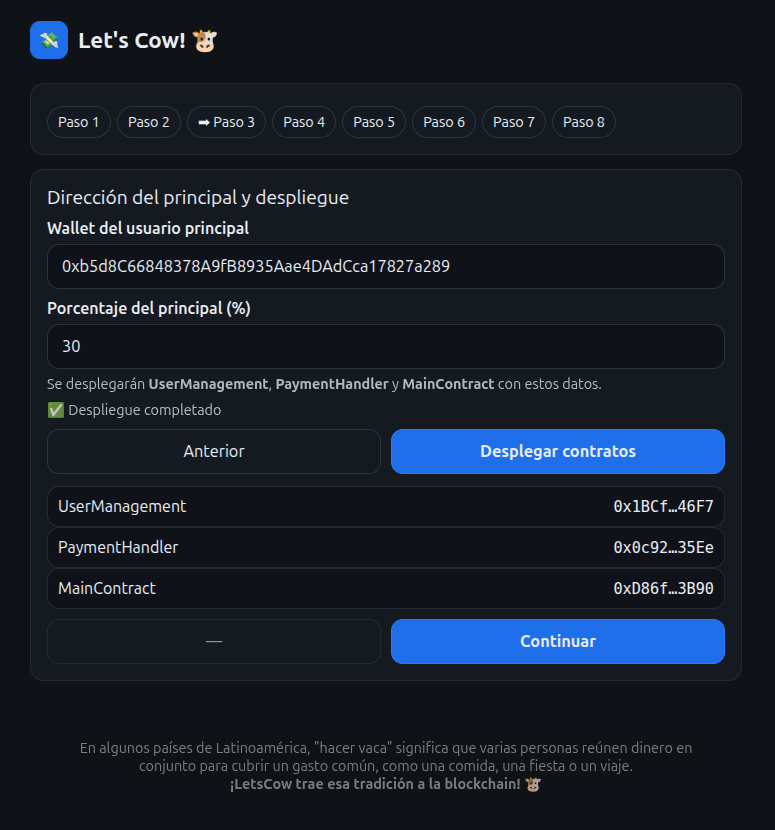 Let's Cow! 🐮
Paso 1 Paso 2 ➡ Paso 3 Paso 4 Paso 5 Paso 6 Paso 7 Paso 8
Dirección del principal y despliegue
Wallet del usuario principal
0xb5d8C66848378A9fB8935Aae4DAdCca17827a289
Porcentaje del principal (%)
30
Se desplegarán UserManagement, PaymentHandler y MainContract con estos datos.
✅ Despliegue completado
Anterior Desplegar contratos
UserManagement 0x1BCf…46F7
PaymentHandler 0x0c92…35Ee
MainContract 0xD86f…3B90
— Continuar
En algunos países de Latinoamérica, "hacer vaca" significa que varias personas reúnen dinero en
conjunto para cubrir un gasto común, como una comida, una fiesta o un viaje.
¡LetsCow trae esa tradición a la blockchain! 🐮